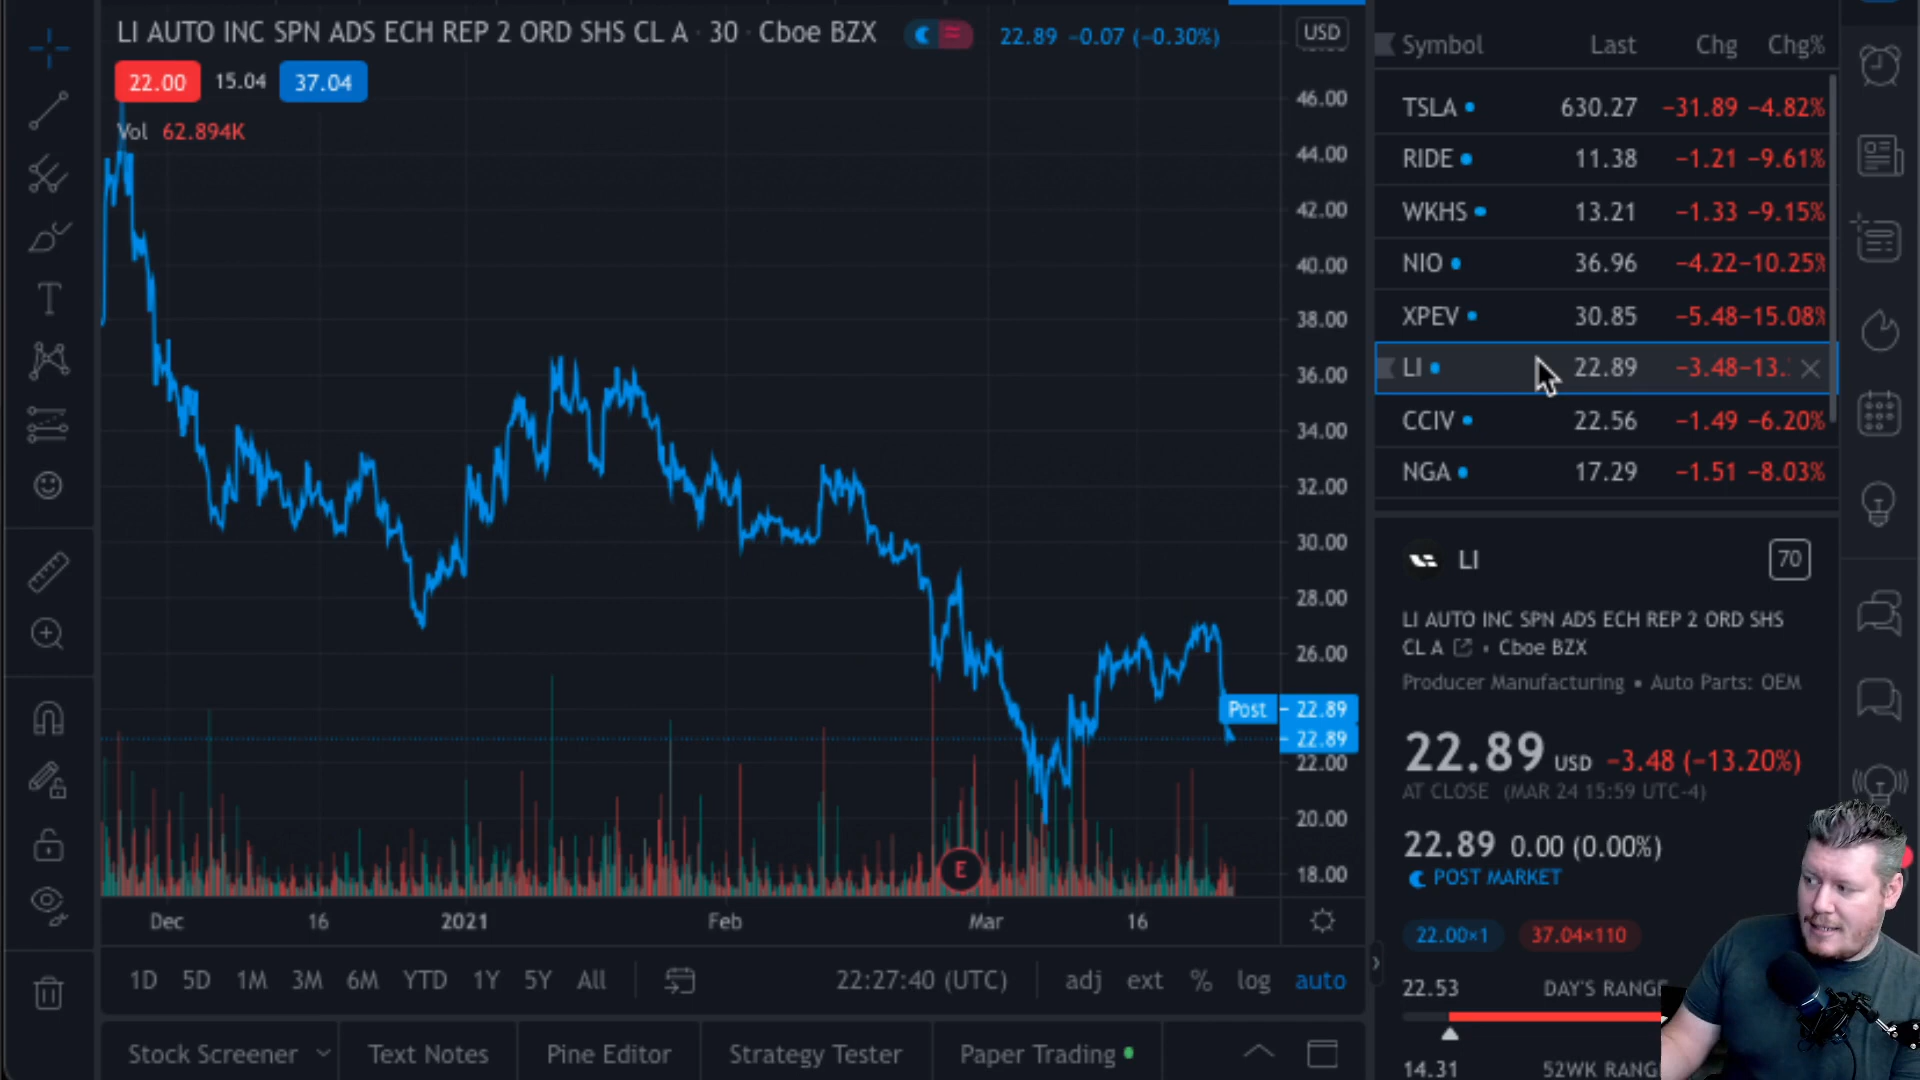 LI AUTO INC SPN ADS ECH REP 2 ORD SHS CL A · 30 · Cboe BZX
22.89 −0.07 (−0.30%)
USD
22.00 15.04 37.04
Vol 62.894K
46.00
44.00
42.00
40.00
38.00
36.00
34.00
32.00
30.00
28.00
26.00
Post 22.89
22.89
22.00
20.00
18.00
E
Dec 16 2021 Feb Mar 16
1D 5D 1M 3M 6M YTD 1Y 5Y All
22:27:40 (UTC) adj ext % log auto
Stock Screener Text Notes Pine Editor Strategy Tester Paper Trading
Symbol Last Chg Chg%
TSLA 630.27 −31.89 −4.82%
RIDE 11.38 −1.21 −9.61%
WKHS 13.21 −1.33 −9.15%
NIO 36.96 −4.22 −10.25%
XPEV 30.85 −5.48 −15.08%
LI 22.89 −3.48 −13.
CCIV 22.56 −1.49 −6.20%
NGA 17.29 −1.51 −8.03%
LI 70
LI AUTO INC SPN ADS ECH REP 2 ORD SHS
CL A • Cboe BZX
Producer Manufacturing • Auto Parts: OEM
22.89 USD −3.48 (−13.20%)
AT CLOSE (MAR 24 15:59 UTC-4)
22.89 0.00 (0.00%)
POST MARKET
22.00×1 37.04×110
22.53 DAY'S RANG
14.31 52WK RANG